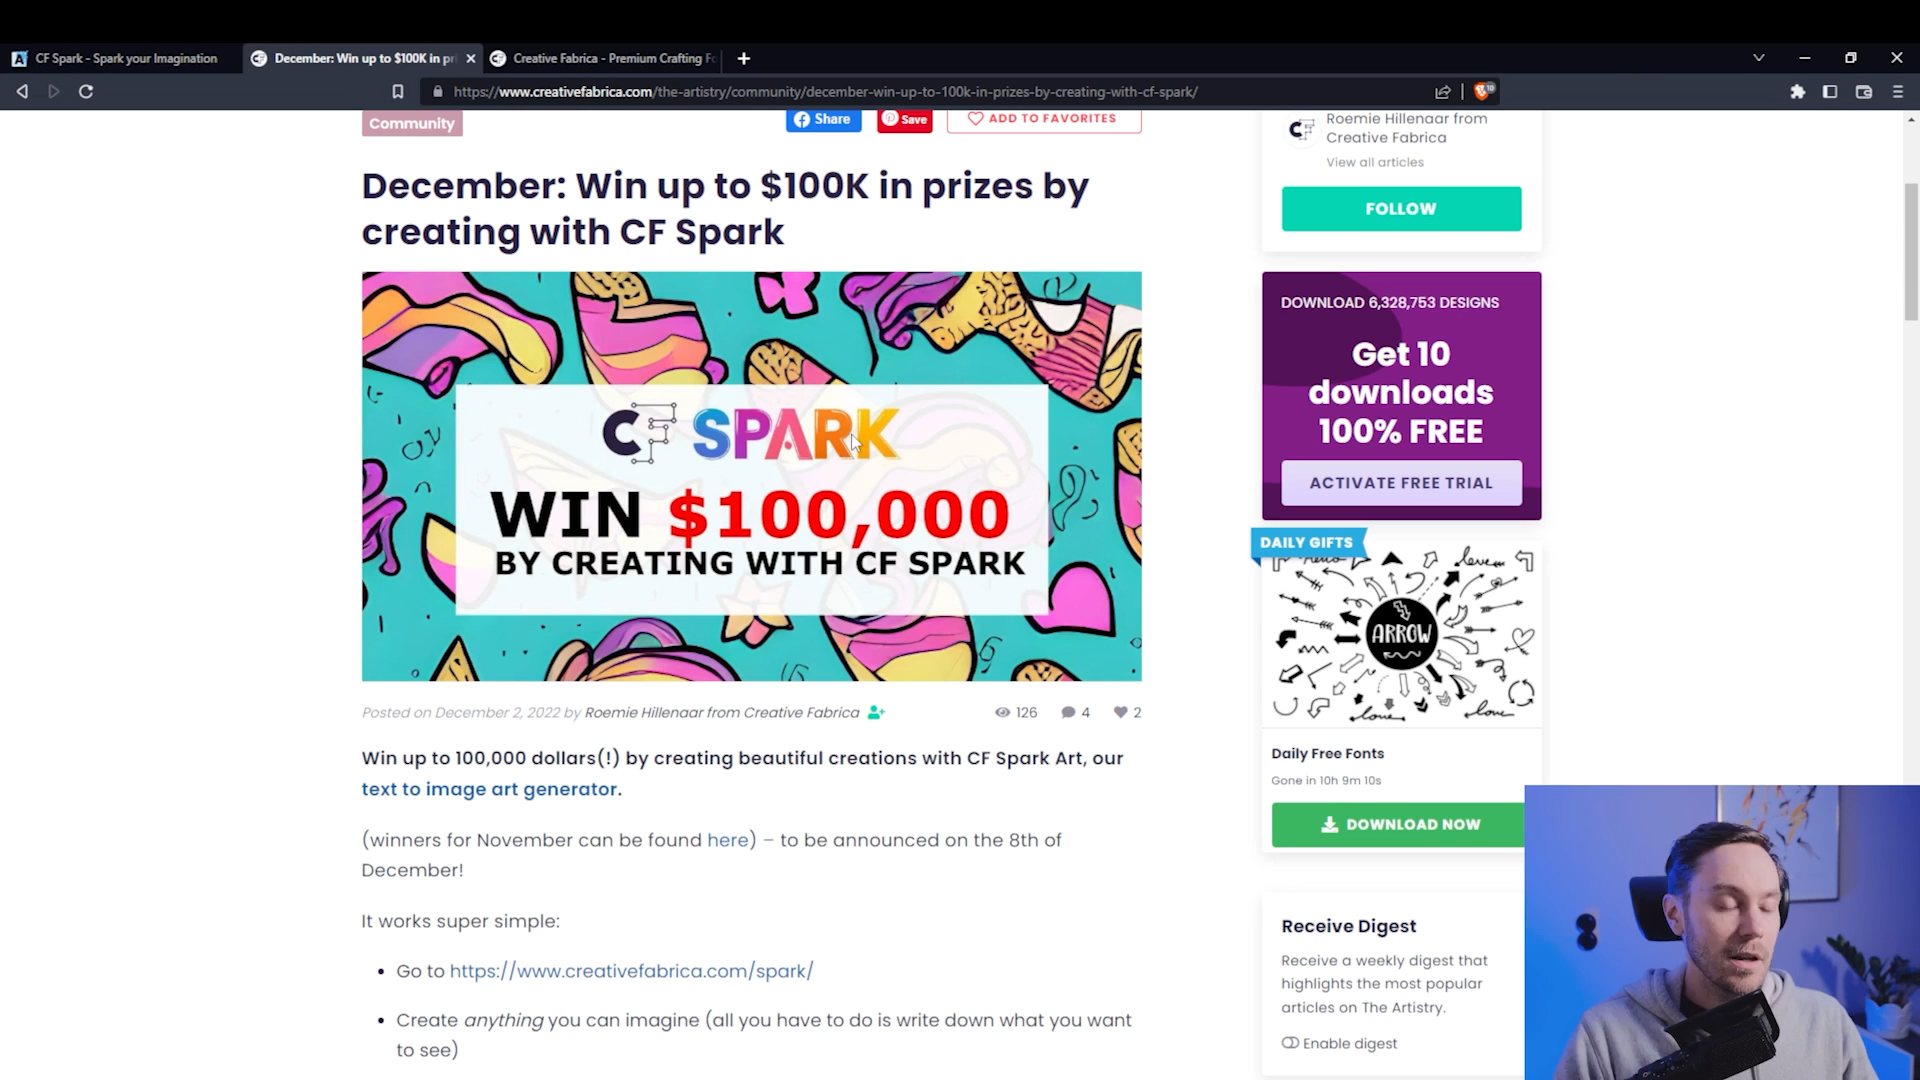 CF Spark - Spark your Imagination
December: Win up to $100K in pri
Creative Fabrica - Premium Crafting Fo
https://www.creativefabrica.com/the-artistry/community/december-win-up-to-100k-in-prizes-by-creating-with-cf-spark/
10
Community
Share
Save
ADD TO FAVORITES
December: Win up to $100K in prizes by
creating with CF Spark
CF SPARK
WIN $100,000
BY CREATING WITH CF SPARK
Posted on December 2, 2022 by Roemie Hillenaar from Creative Fabrica
126
4
2
Win up to 100,000 dollars(!) by creating beautiful creations with CF Spark Art, our
text to image art generator.
(winners for November can be found here) – to be announced on the 8th of
December!
It works super simple:
• Go to https://www.creativefabrica.com/spark/
• Create anything you can imagine (all you have to do is write down what you want
to see)
CF
Roemie Hillenaar from
Creative Fabrica
View all articles
FOLLOW
DOWNLOAD 6,328,753 DESIGNS
Get 10
downloads
100% FREE
ACTIVATE FREE TRIAL
DAILY GIFTS
Hello
love
ARROW
love
love
Daily Free Fonts
Gone in 10h 9m 10s
DOWNLOAD NOW
Receive Digest
Receive a weekly digest that
highlights the most popular
articles on The Artistry.
Enable digest